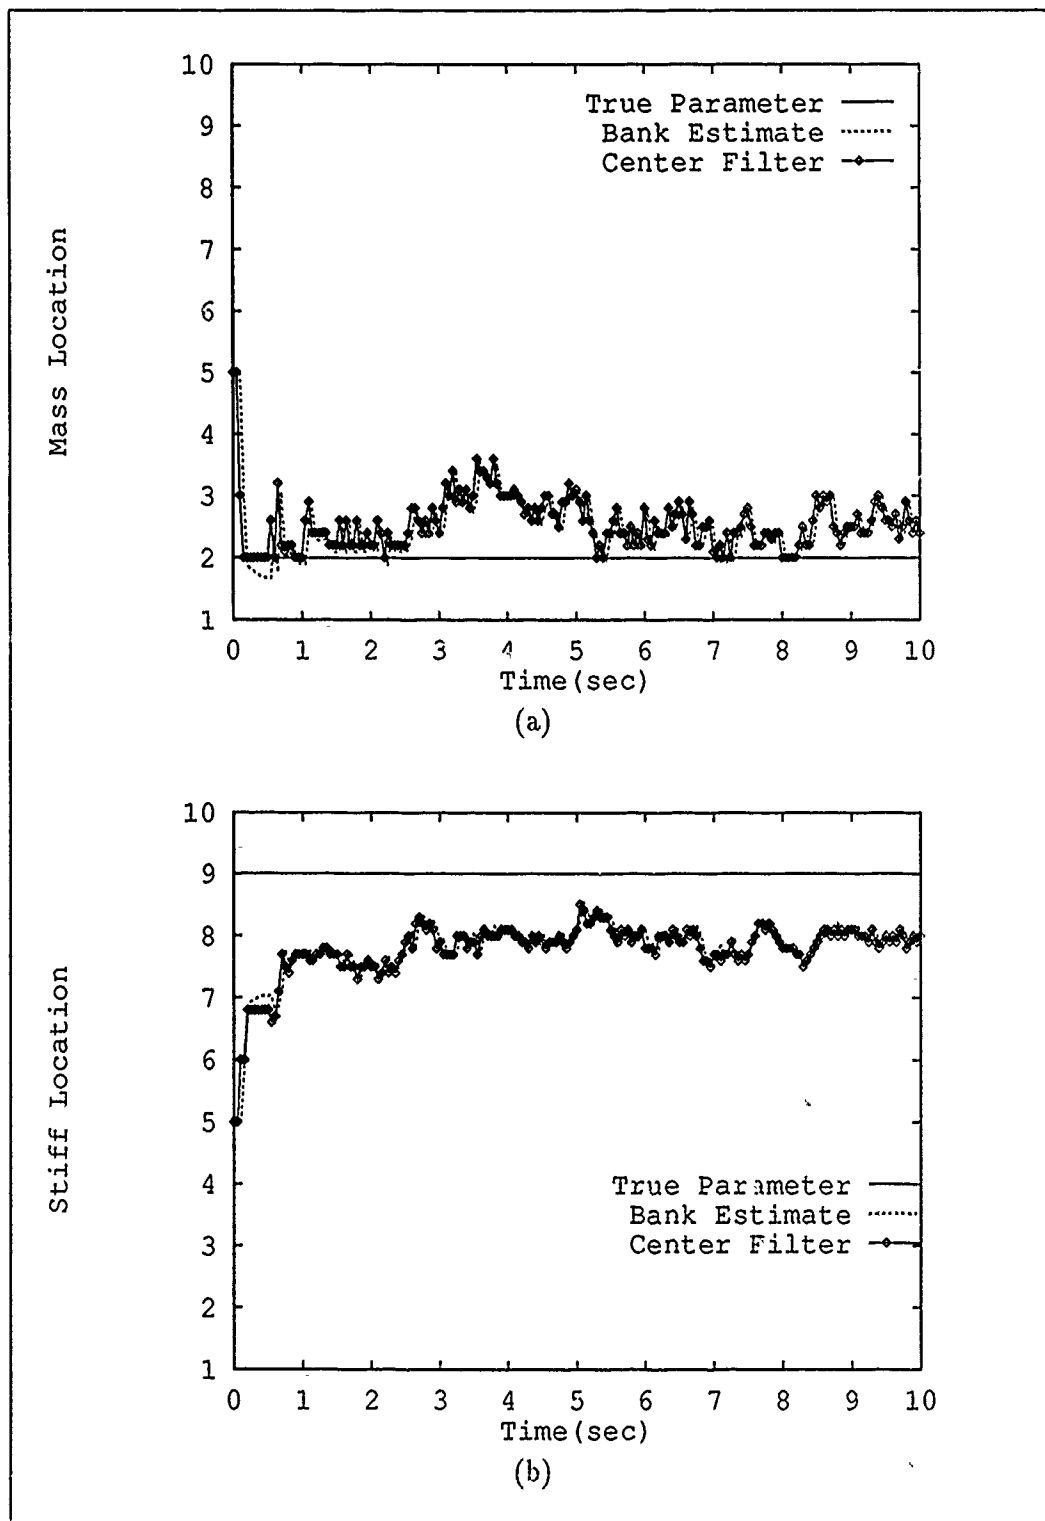 10
9
8
7
6
5
4
3
2
1
Mass Location
True Parameter
Bank Estimate
Center Filter
0 1 2 3 4 5 6 7 8 9 10
Time(sec)
(a)
10
9
8
7
6
5
4
3
2
1
Stiff Location
True Parameter
Bank Estimate
Center Filter
0 1 2 3 4 5 6 7 8 9 10
Time(sec)
(b)